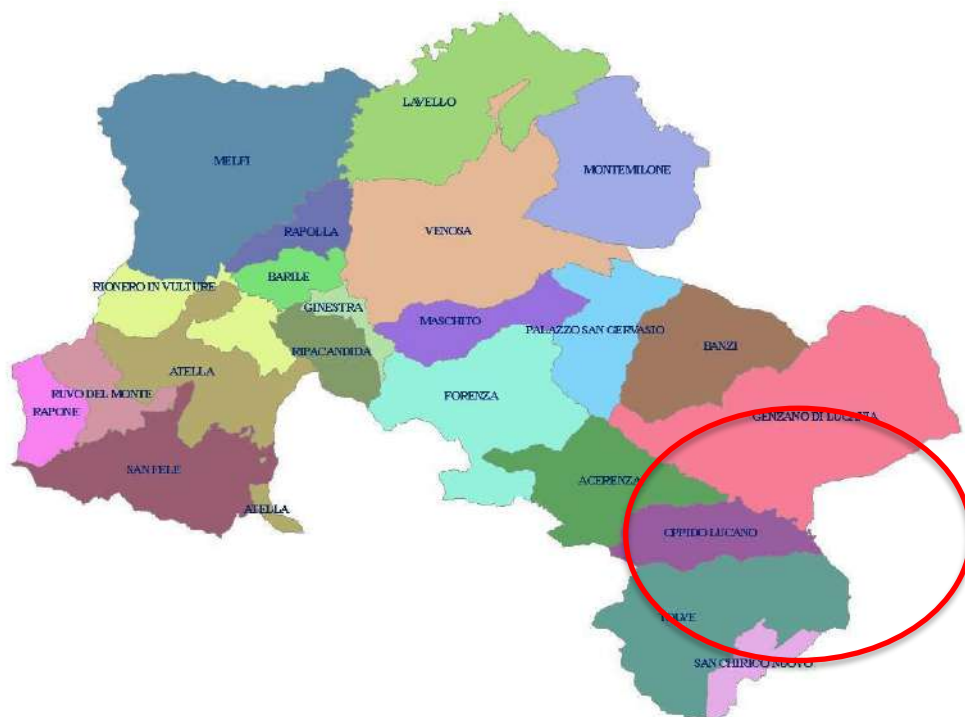 LAVELLO
MELFI
MONTEMILONE
RAPOLLA
VENOSA
BARILE
RIONERO IN VULTURE
GINESTRA
MASCHITO
PALAZZO SAN GERVASIO
BANZI
RIPACANDIDA
ATELLA
RUVO DEL MONTE
RAPONE
FORENZA
GENZANO DI LUCANIA
SAN FELE
ACERENZA
ATELLA
OPPIDO LUCANO
TOLVE
SAN CHIRICO NUOVO